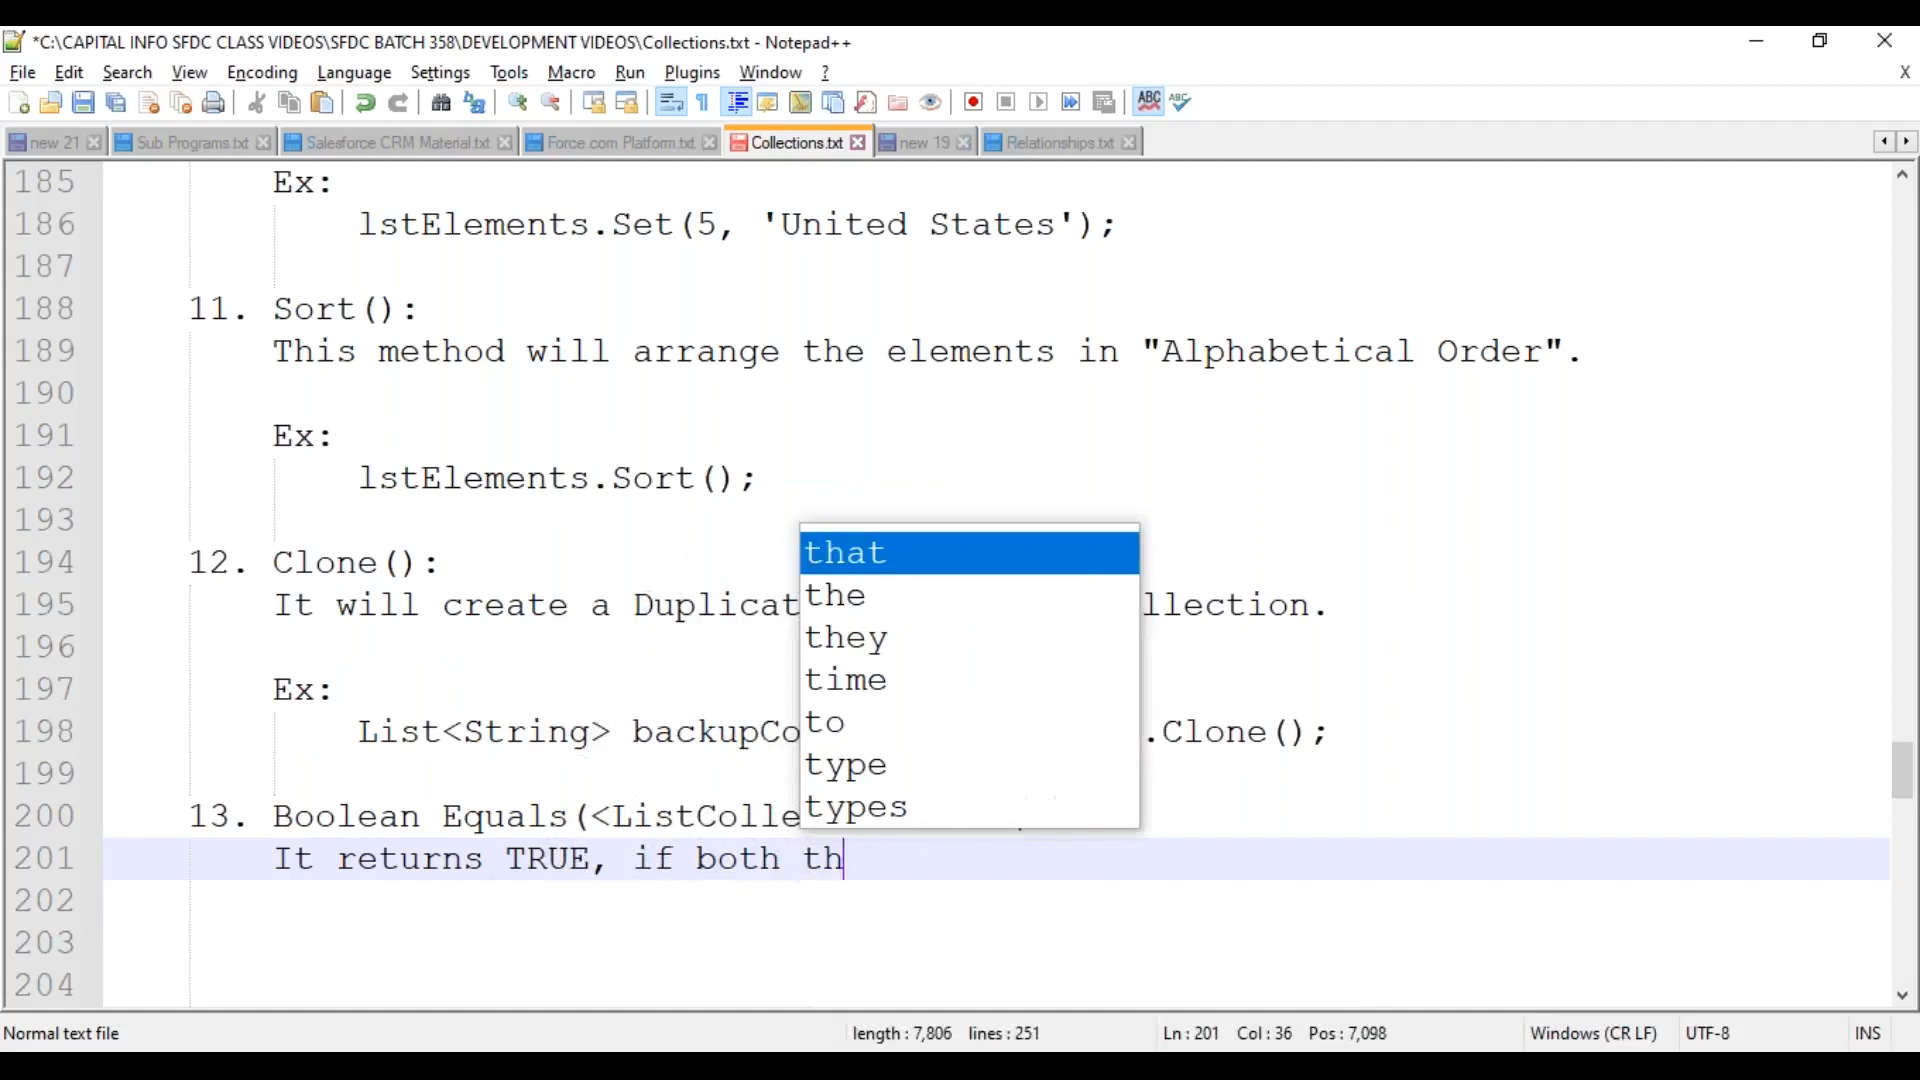 *C:\CAPITAL INFO SFDC CLASS VIDEOS\SFDC BATCH 358\DEVELOPMENT VIDEOS\Collections.txt - Notepad++
File Edit Search View Encoding Language Settings Tools Macro Run Plugins Window ? X
new 21 Sub Programs.txt Salesforce CRM Material.txt Force.com Platform.txt Collections.txt new 19 Relationships.txt
185 Ex:
186 lstElements.Set(5, 'United States');
187
188 11. Sort():
189 This method will arrange the elements in "Alphabetical Order".
190
191 Ex:
192 lstElements.Sort();
193
194 12. Clone():
195 It will create a Duplicat llection.
196
197 Ex:
198 List<String> backupCo .Clone();
199
200 13. Boolean Equals(<ListColle
201 It returns TRUE, if both th
202
203
204
that
the
they
time
to
type
types
Normal text file length : 7,806 lines : 251 Ln : 201 Col : 36 Pos : 7,098 Windows (CR LF) UTF-8 INS